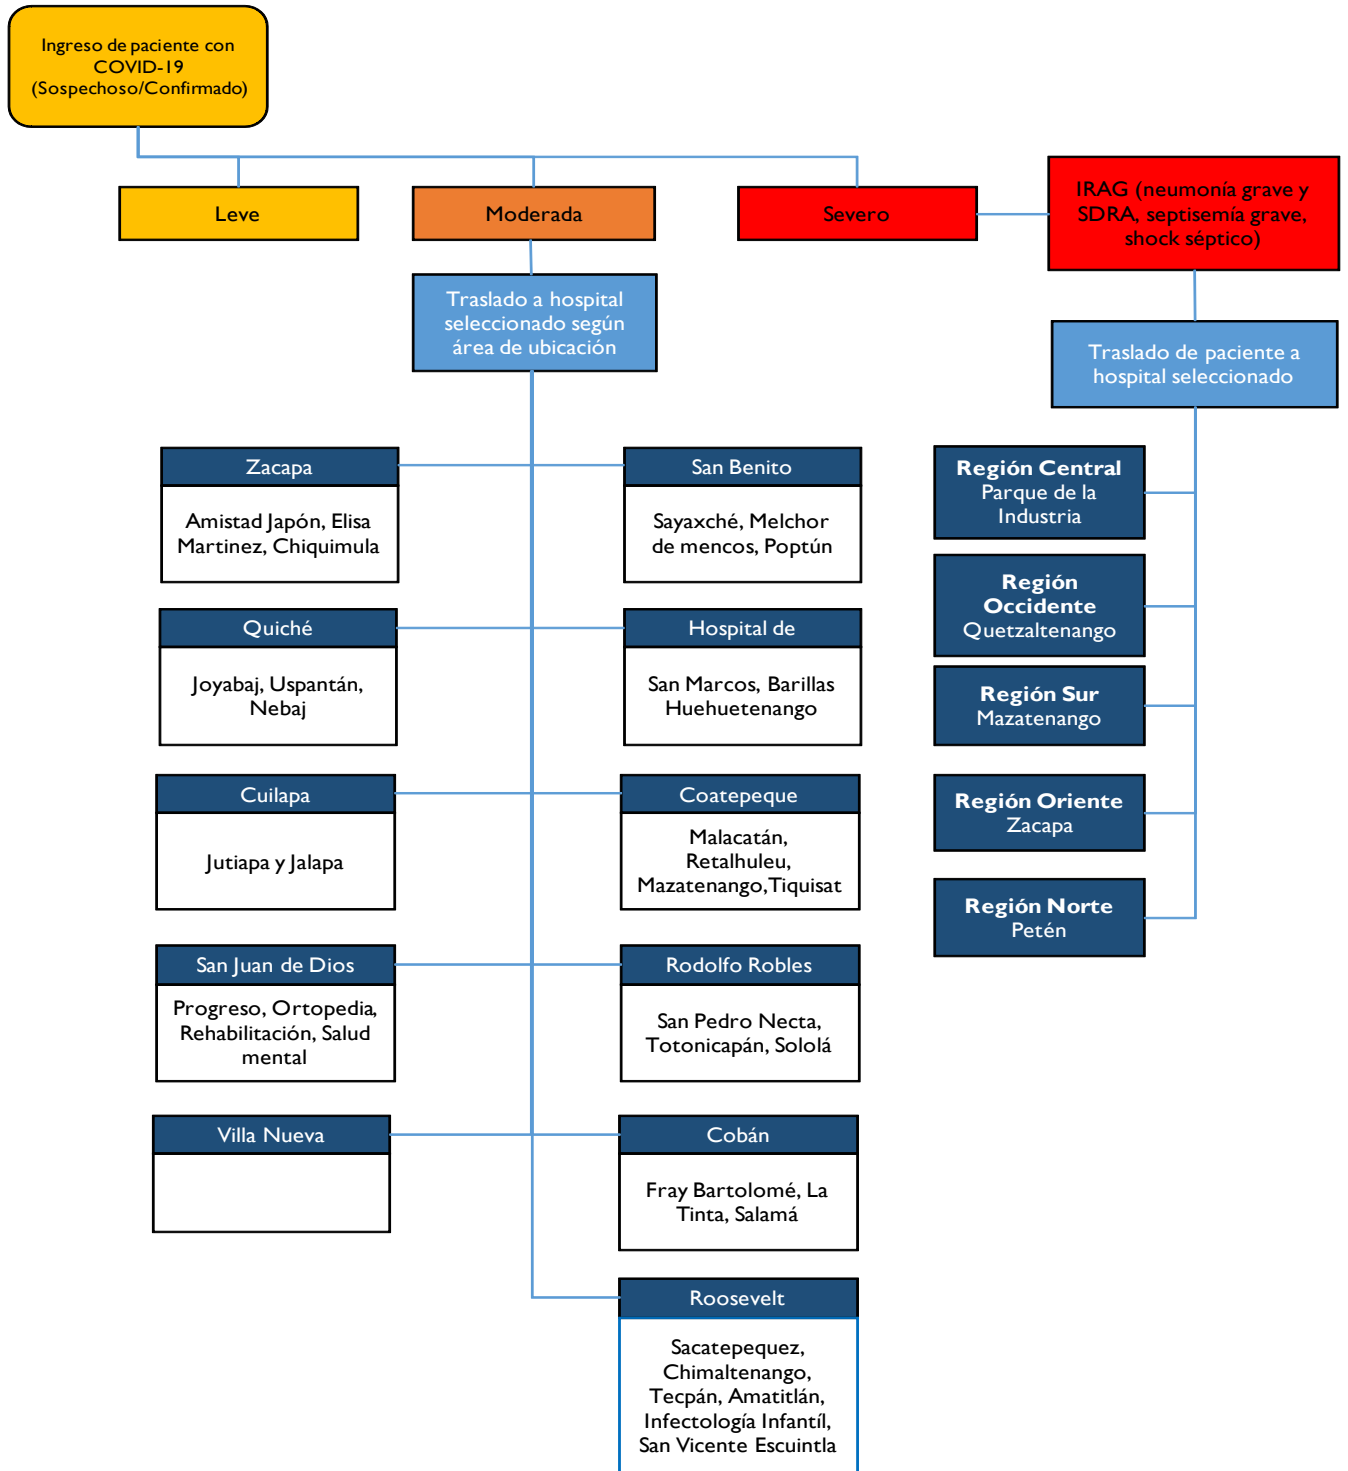 Ingreso de paciente con
COVID-19
(Sospechoso/Confirmado)
Leve
Moderada
Severo
IRAG (neumonía grave y
SDRA, septisemía grave,
shock séptico)
Traslado a hospital
seleccionado según
área de ubicación
Traslado de paciente a
hospital seleccionado
Zacapa
Amistad Japón, Elisa
Martinez, Chiquimula
San Benito
Sayaxché, Melchor
de mencos, Poptún
Quiché
Joyabaj, Uspantán,
Nebaj
Hospital de
San Marcos, Barillas
Huehuetenango
Cuilapa
Jutiapa y Jalapa
Coatepeque
Malacatán,
Retalhuleu,
Mazatenango,Tiquisat
San Juan de Dios
Progreso, Ortopedia,
Rehabilitación, Salud
mental
Rodolfo Robles
San Pedro Necta,
Totonicapán, Sololá
Villa Nueva
Cobán
Fray Bartolomé, La
Tinta, Salamá
Roosevelt
Sacatepequez,
Chimaltenango,
Tecpán, Amatitlán,
Infectología Infantíl,
San Vicente Escuintla
Región Central
Parque de la
Industria
Región
Occidente
Quetzaltenango
Región Sur
Mazatenango
Región Oriente
Zacapa
Región Norte
Petén